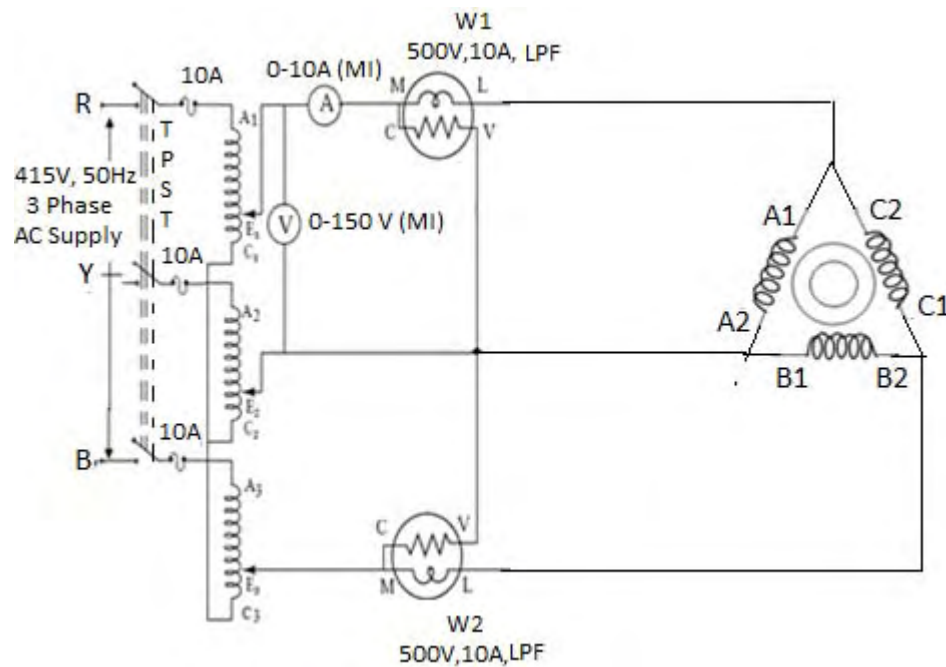 W1
500V,10A, LPF
0-10A (MI)
10A
M
L
A
R
A1
C
V
T
P
S
T
415V, 50Hz
3 Phase
AC Supply
V
0-150 V (MI)
A1
C2
10A
Y
A2
C1
A2
B1
B2
10A
B
A3
C
V
M
L
C3
W2
500V,10A,LPF